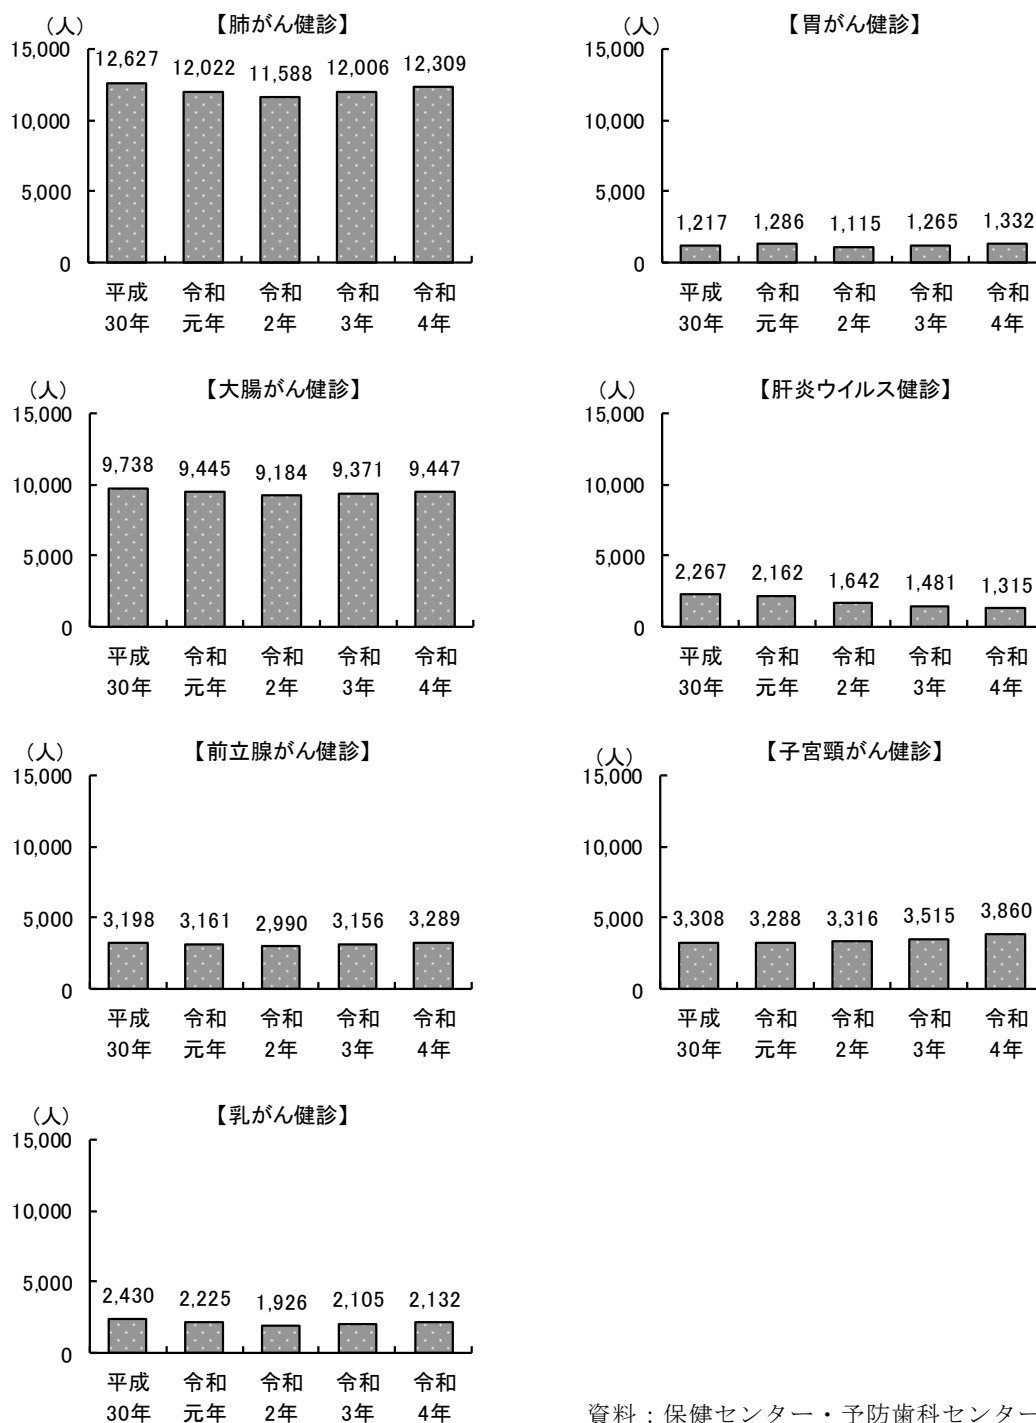 （人）
【肺がん健診】
15,000
10,000
5,000
0
12,627 12,022 11,588 12,006 12,309
平成 令和 令和 令和 令和
30年 元年 2年 3年 4年
（人）
【胃がん健診】
15,000
10,000
5,000
0
1,217 1,286 1,115 1,265 1,332
平成 令和 令和 令和 令和
30年 元年 2年 3年 4年
（人）
【大腸がん健診】
15,000
10,000
5,000
0
9,738 9,445 9,184 9,371 9,447
平成 令和 令和 令和 令和
30年 元年 2年 3年 4年
（人）
【肝炎ウイルス健診】
15,000
10,000
5,000
0
2,267 2,162 1,642 1,481 1,315
平成 令和 令和 令和 令和
30年 元年 2年 3年 4年
（人）
【前立腺がん健診】
15,000
10,000
5,000
0
3,198 3,161 2,990 3,156 3,289
平成 令和 令和 令和 令和
30年 元年 2年 3年 4年
（人）
【子宮頸がん健診】
15,000
10,000
5,000
0
3,308 3,288 3,316 3,515 3,860
平成 令和 令和 令和 令和
30年 元年 2年 3年 4年
（人）
【乳がん健診】
15,000
10,000
5,000
0
2,430 2,225 1,926 2,105 2,132
平成 令和 令和 令和 令和
30年 元年 2年 3年 4年
資料：保健センター・予防歯科センター